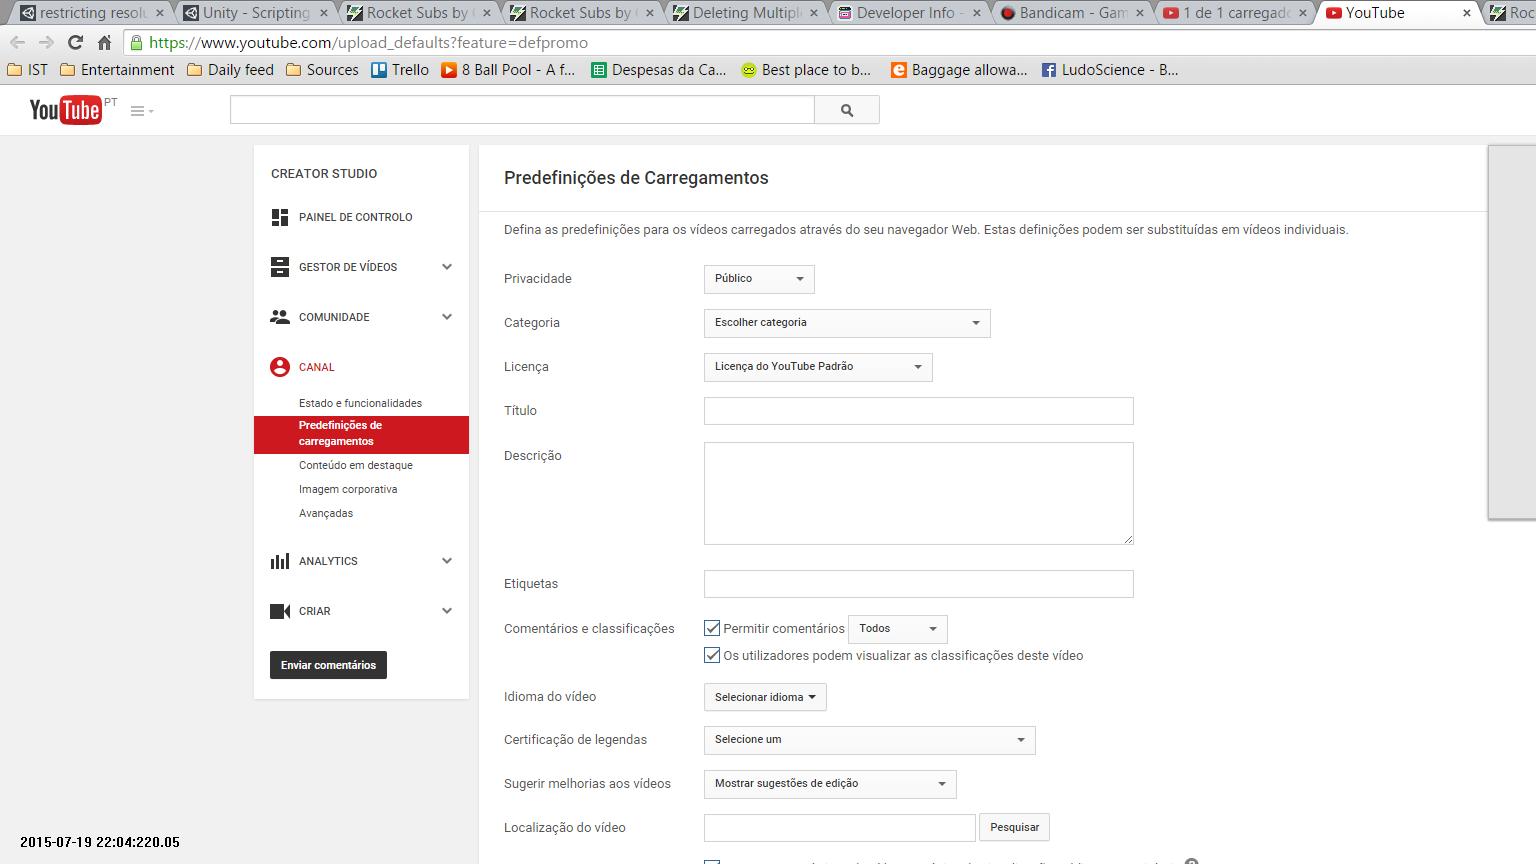 restricting resolu
Unity - Scripting
Rocket Subs by
Rocket Subs by
Deleting Multiple
Developer Info -
Bandicam - Gam
1 de 1 carregado
YouTube
Roc
https://www.youtube.com/upload_defaults?feature=defpromo
IST
Entertainment
Daily feed
Sources
Trello
8 Ball Pool - A f...
Despesas da Ca...
Best place to b...
Baggage allowa...
LudoScience - B...
YouTube PT
CREATOR STUDIO
PAINEL DE CONTROLO
GESTOR DE VÍDEOS
COMUNIDADE
CANAL
Estado e funcionalidades
Predefinições de
carregamentos
Conteúdo em destaque
Imagem corporativa
Avançadas
ANALYTICS
CRIAR
Enviar comentários
Predefinições de Carregamentos
Defina as predefinições para os vídeos carregados através do seu navegador Web. Estas definições podem ser substituídas em vídeos individuais.
Privacidade
Público
Categoria
Escolher categoria
Licença
Licença do YouTube Padrão
Título
Descrição
Etiquetas
Comentários e classificações
Permitir comentários
Todos
Os utilizadores podem visualizar as classificações deste vídeo
Idioma do vídeo
Selecionar idioma
Certificação de legendas
Selecione um
Sugerir melhorias aos vídeos
Mostrar sugestões de edição
Localização do vídeo
Pesquisar
2015-07-19 22:04:220.05